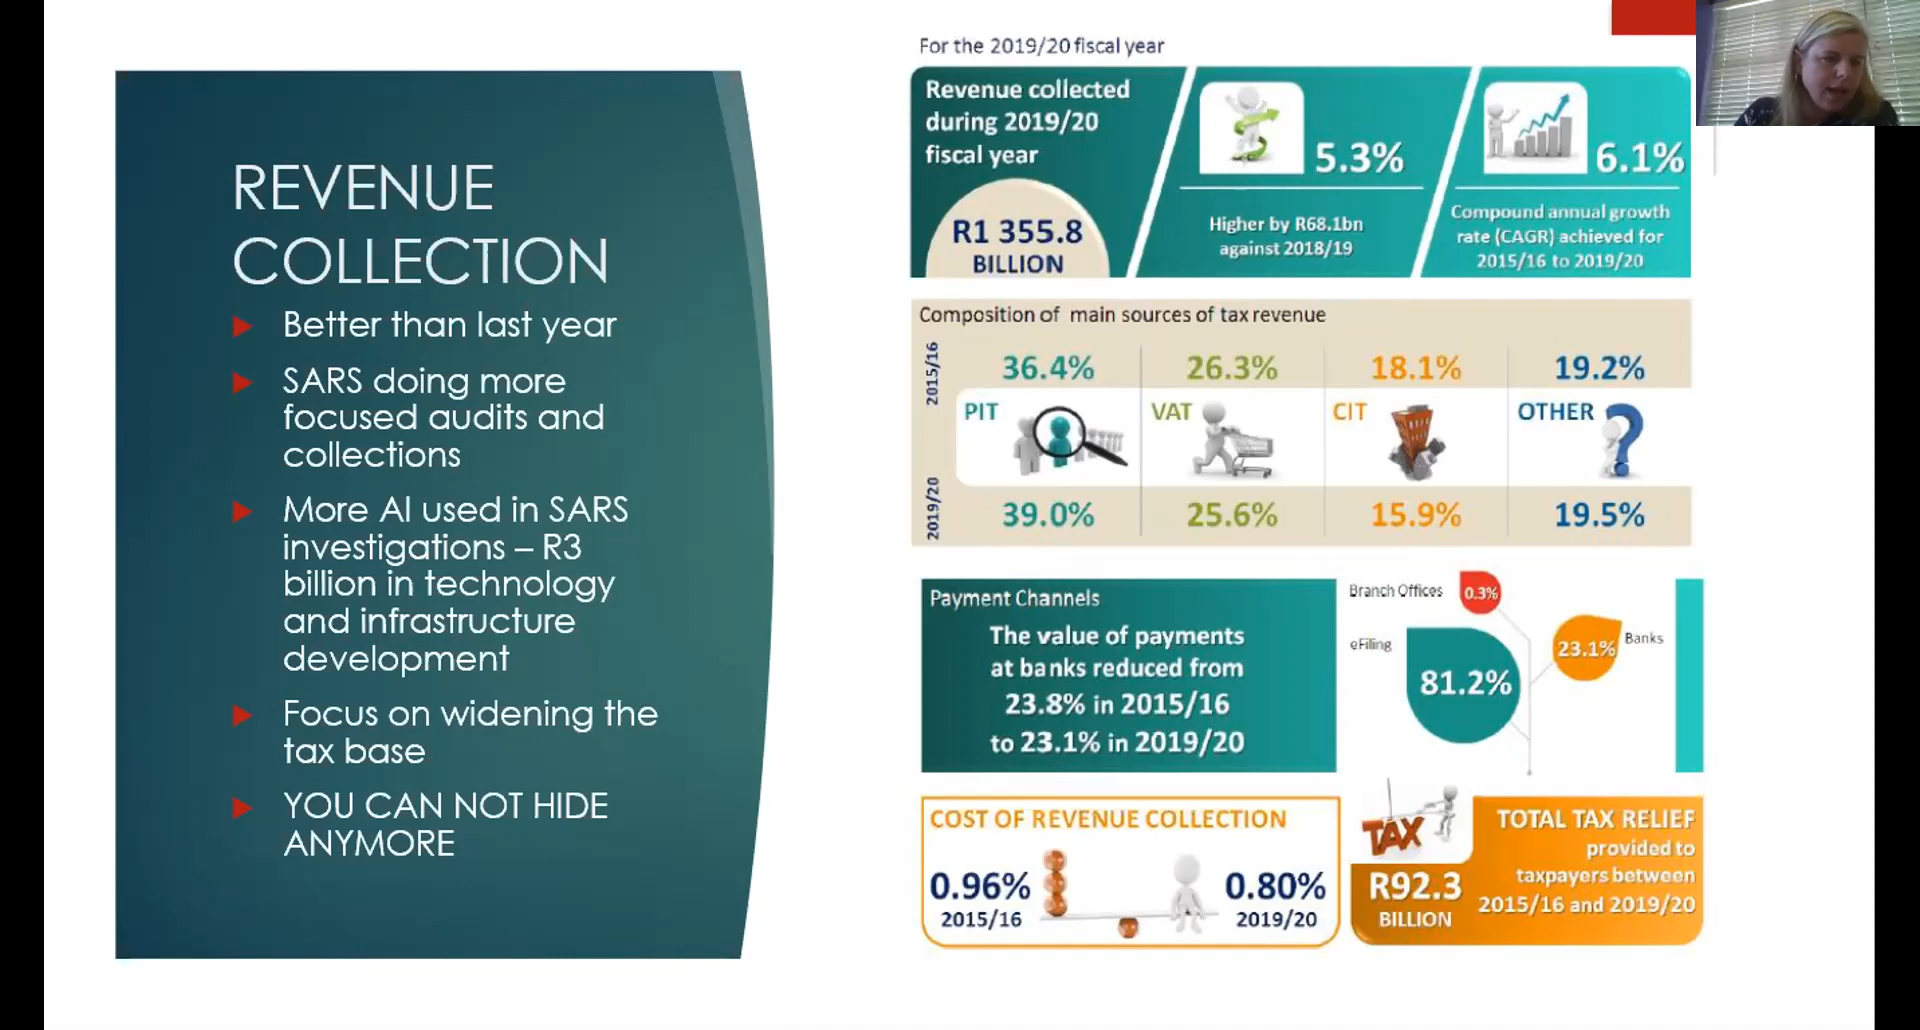 REVENUE
COLLECTION
Better than last year
SARS doing more
focused audits and
collections
More AI used in SARS
investigations – R3
billion in technology
and infrastructure
development
Focus on widening the
tax base
YOU CAN NOT HIDE
ANYMORE
For the 2019/20 fiscal year
Revenue collected
during 2019/20
fiscal year
R1 355.8
BILLION
5.3%
Higher by R68.1bn
against 2018/19
6.1%
Compound annual growth
rate (CAGR) achieved for
2015/16 to 2019/20
Composition of main sources of tax revenue
2015/16
36.4% 26.3% 18.1% 19.2%
PIT VAT CIT OTHER
2019/20
39.0% 25.6% 15.9% 19.5%
Payment Channels
The value of payments
at banks reduced from
23.8% in 2015/16
to 23.1% in 2019/20
Branch Offices 0.3%
eFiling 81.2%
23.1% Banks
COST OF REVENUE COLLECTION
0.96%
2015/16
0.80%
2019/20
TAX
R92.3
BILLION
TOTAL TAX RELIEF
provided to
taxpayers between
2015/16 and 2019/20